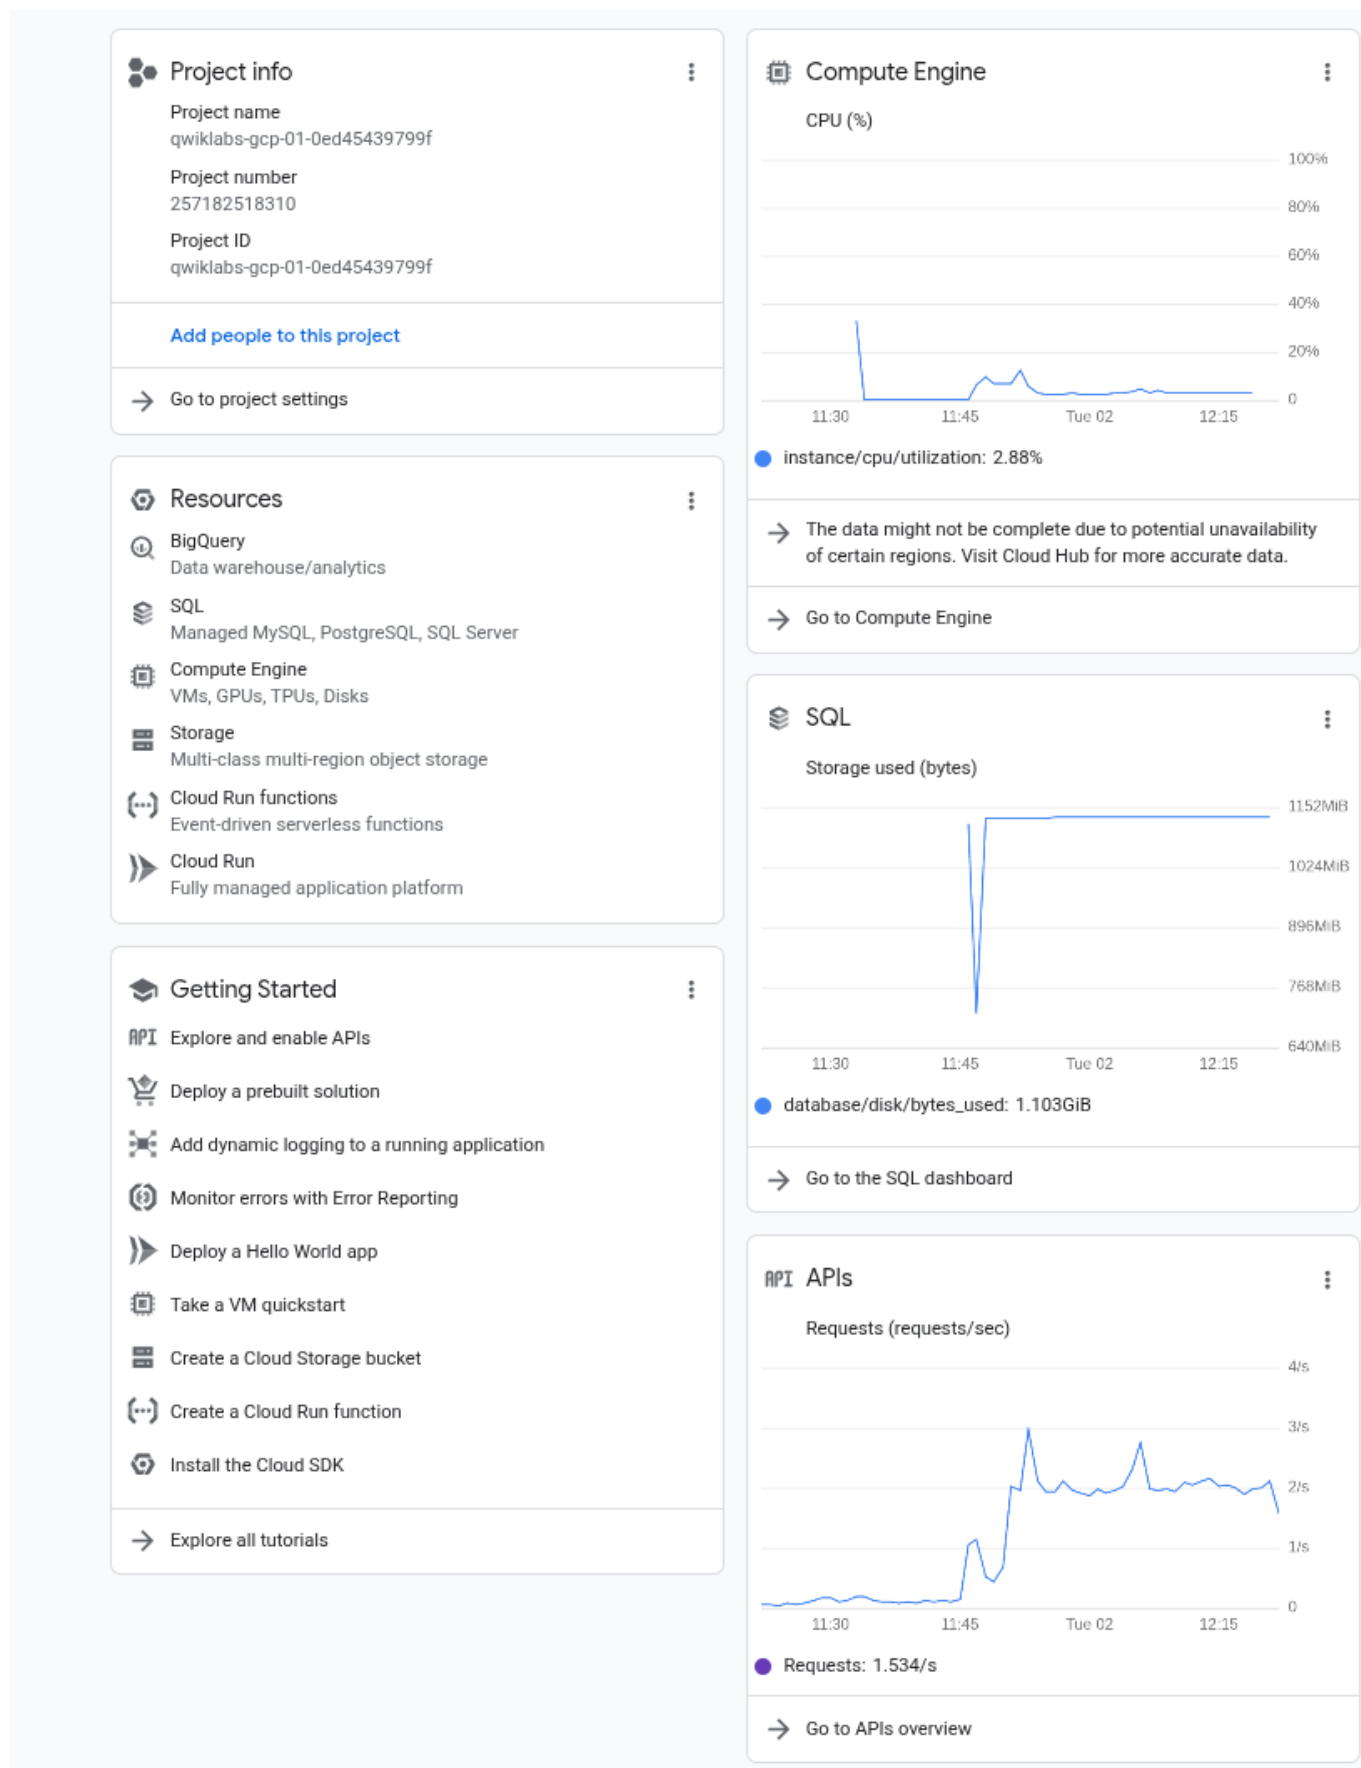 Project info
Project name
qwiklabs-gcp-01-0ed45439799f
Project number
257182518310
Project ID
qwiklabs-gcp-01-0ed45439799f
Add people to this project
Go to project settings
Resources
BigQuery
Data warehouse/analytics
SQL
Managed MySQL, PostgreSQL, SQL Server
Compute Engine
VMs, GPUs, TPUs, Disks
Storage
Multi-class multi-region object storage
Cloud Run functions
Event-driven serverless functions
Cloud Run
Fully managed application platform
Getting Started
API Explore and enable APIs
Deploy a prebuilt solution
Add dynamic logging to a running application
Monitor errors with Error Reporting
Deploy a Hello World app
Take a VM quickstart
Create a Cloud Storage bucket
Create a Cloud Run function
Install the Cloud SDK
Explore all tutorials
Compute Engine
CPU (%)
100%
80%
60%
40%
20%
0
11:30 11:45 Tue 02 12:15
instance/cpu/utilization: 2.88%
The data might not be complete due to potential unavailability
of certain regions. Visit Cloud Hub for more accurate data.
Go to Compute Engine
SQL
Storage used (bytes)
1152MiB
1024MiB
896MiB
768MiB
640MiB
11:30 11:45 Tue 02 12:15
database/disk/bytes_used: 1.103GiB
Go to the SQL dashboard
API APIs
Requests (requests/sec)
4/s
3/s
2/s
1/s
0
11:30 11:45 Tue 02 12:15
Requests: 1.534/s
Go to APIs overview